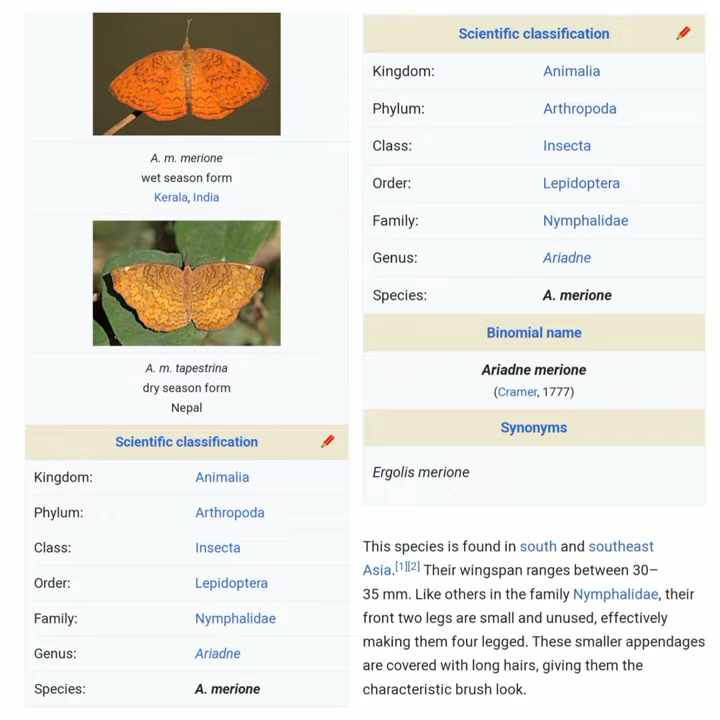 A. m. merione
wet season form
Kerala, India
A. m. tapestrina
dry season form
Nepal
Scientific classification
Kingdom: Animalia
Phylum: Arthropoda
Class: Insecta
Order: Lepidoptera
Family: Nymphalidae
Genus: Ariadne
Species: A. merione
Scientific classification
Kingdom: Animalia
Phylum: Arthropoda
Class: Insecta
Order: Lepidoptera
Family: Nymphalidae
Genus: Ariadne
Species: A. merione
Binomial name
Ariadne merione
(Cramer, 1777)
Synonyms
Ergolis merione
This species is found in south and southeast
Asia.[1][2] Their wingspan ranges between 30–
35 mm. Like others in the family Nymphalidae, their
front two legs are small and unused, effectively
making them four legged. These smaller appendages
are covered with long hairs, giving them the
characteristic brush look.